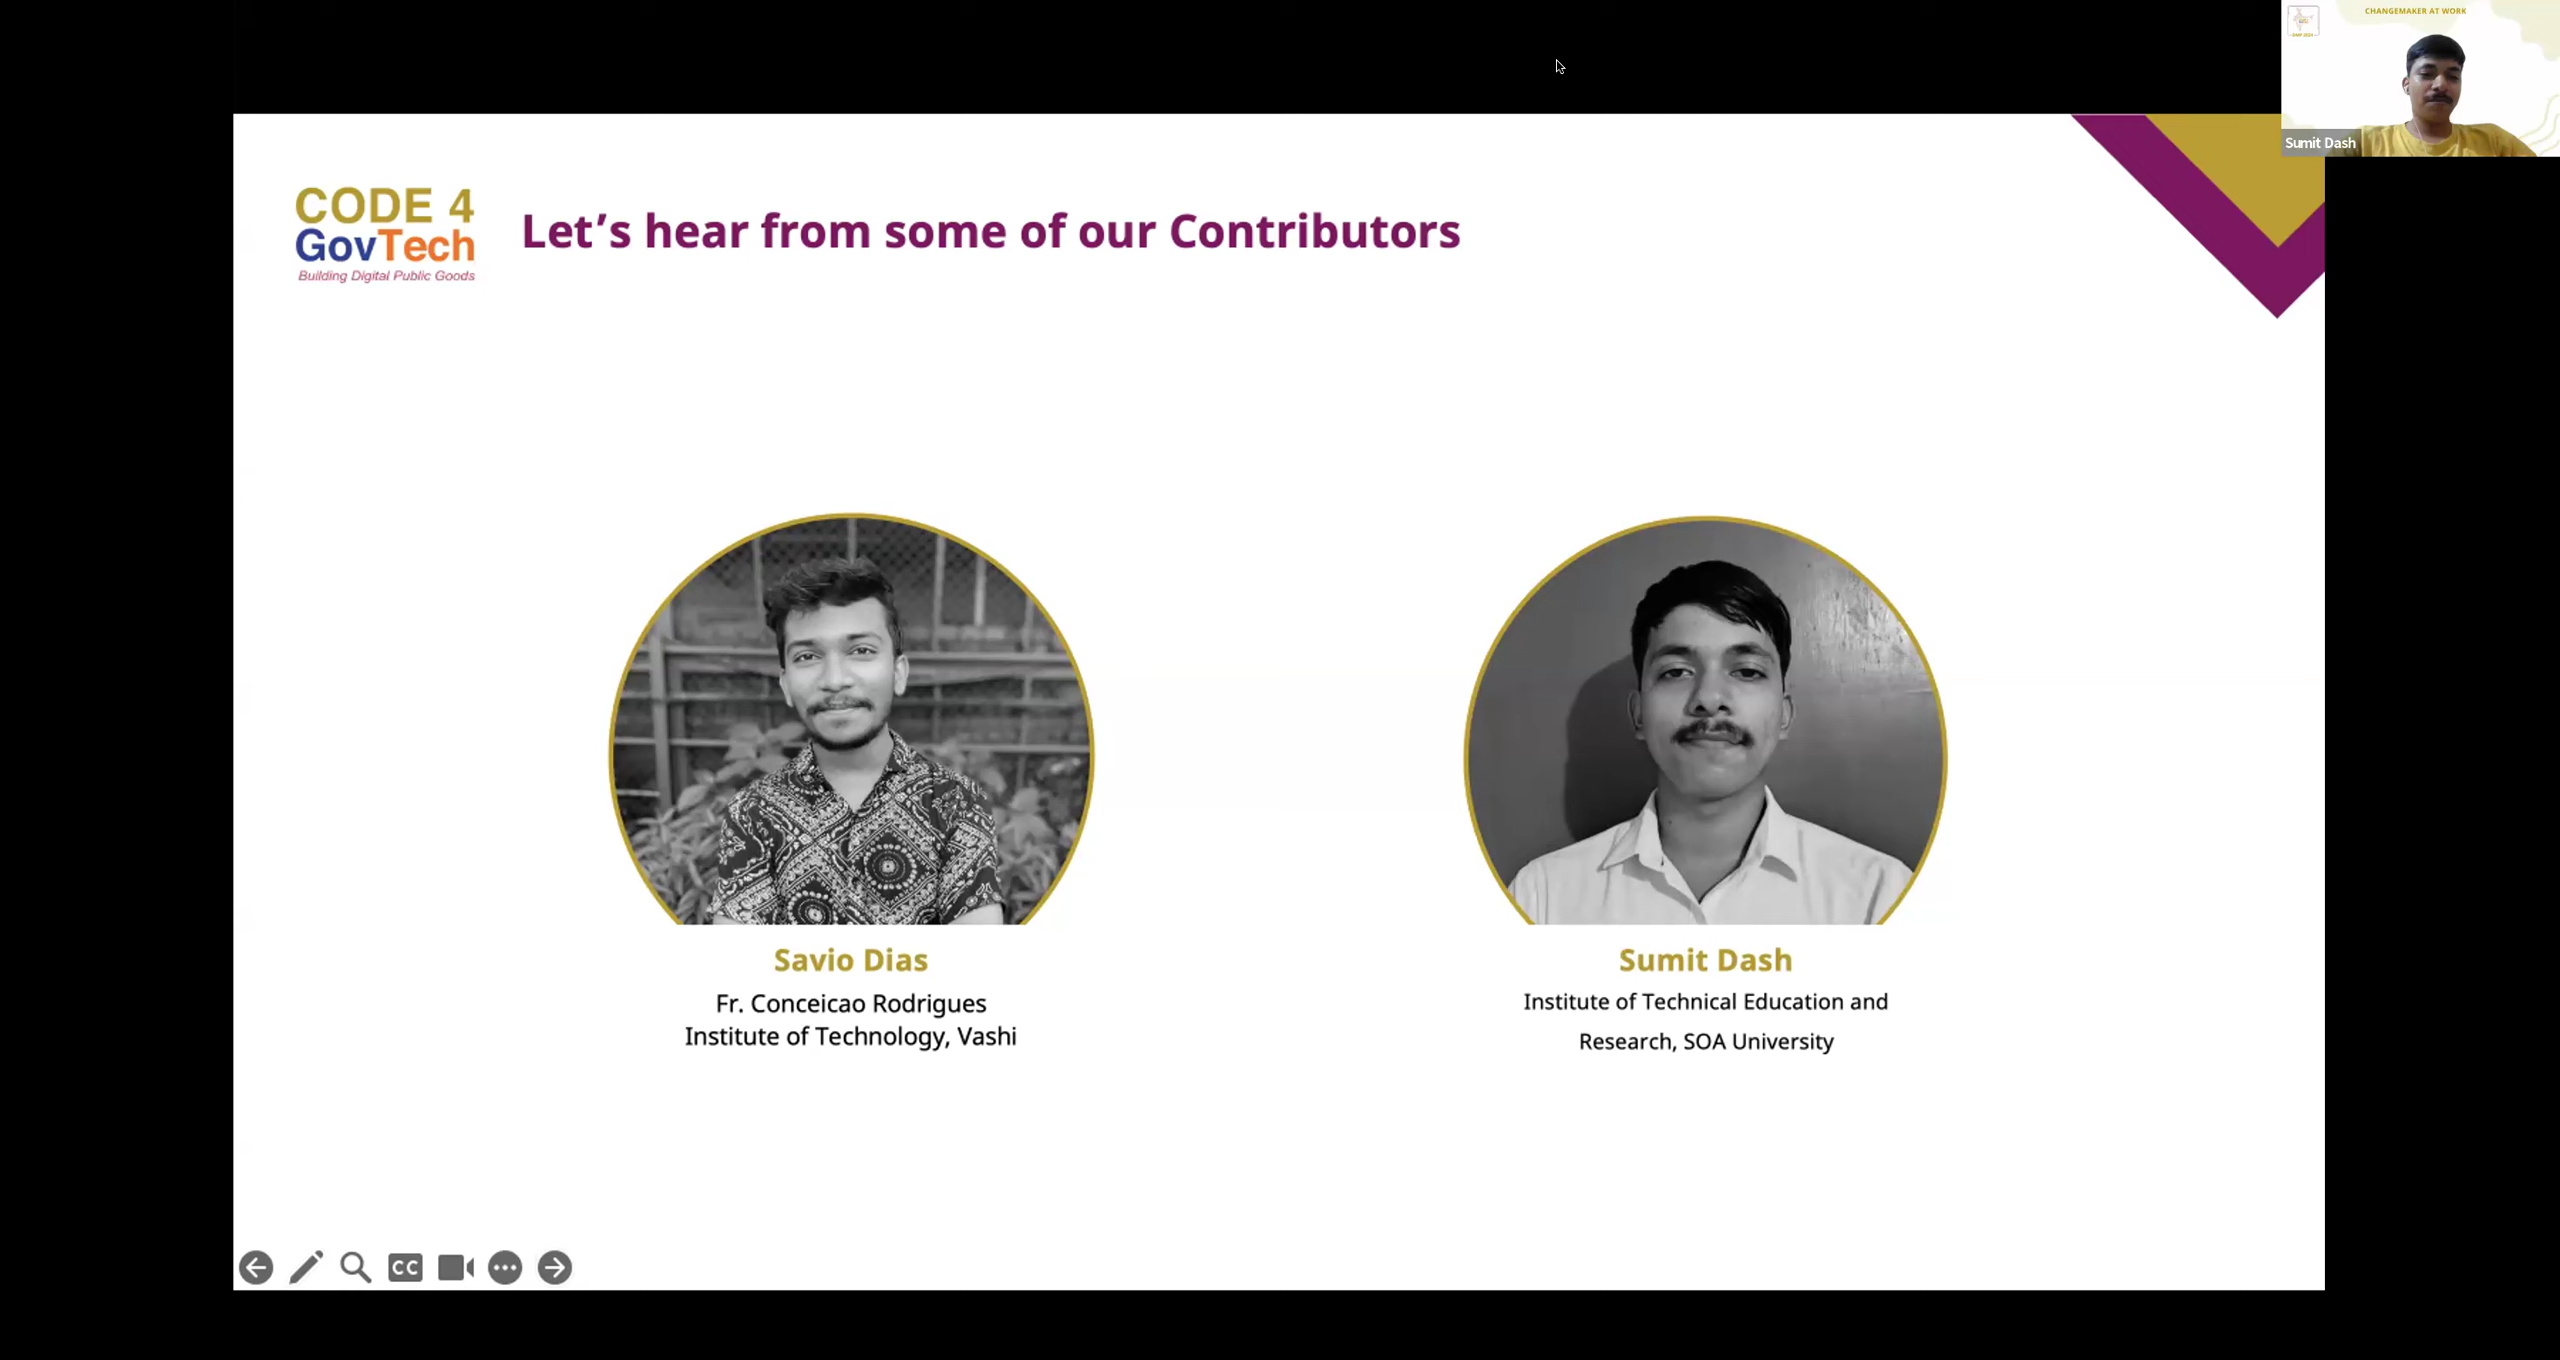 CHANGEMAKER AT WORK
Sumit Dash
CODE 4
GovTech
Building Digital Public Goods
Let’s hear from some of our Contributors
Savio Dias
Fr. Conceicao Rodrigues
Institute of Technology, Vashi
Sumit Dash
Institute of Technical Education and
Research, SOA University
CC